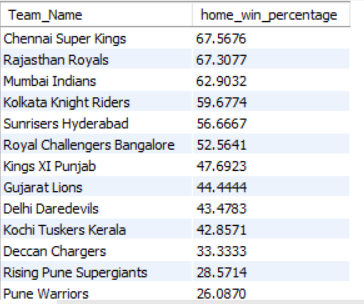 Team_Name home_win_percentage
Chennai Super Kings 67.5676
Rajasthan Royals 67.3077
Mumbai Indians 62.9032
Kolkata Knight Riders 59.6774
Sunrisers Hyderabad 56.6667
Royal Challengers Bangalore 52.5641
Kings XI Punjab 47.6923
Gujarat Lions 44.4444
Delhi Daredevils 43.4783
Kochi Tuskers Kerala 42.8571
Deccan Chargers 33.3333
Rising Pune Supergiants 28.5714
Pune Warriors 26.0870